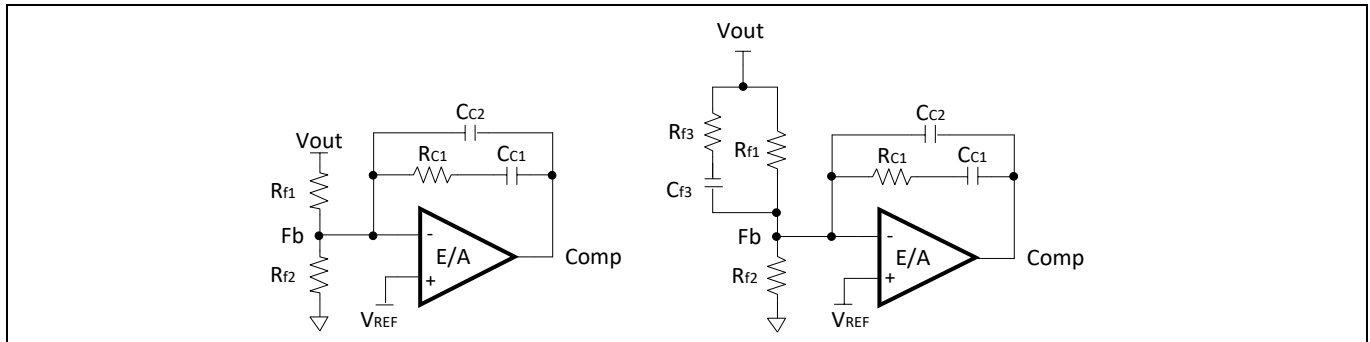 Vout
Rf1
Fb
Rf2
CC2
RC1
CC1
-
E/A
+
VREF
Comp
Vout
Rf3
Rf1
Cf3
Fb
Rf2
CC2
RC1
CC1
-
E/A
+
VREF
Comp